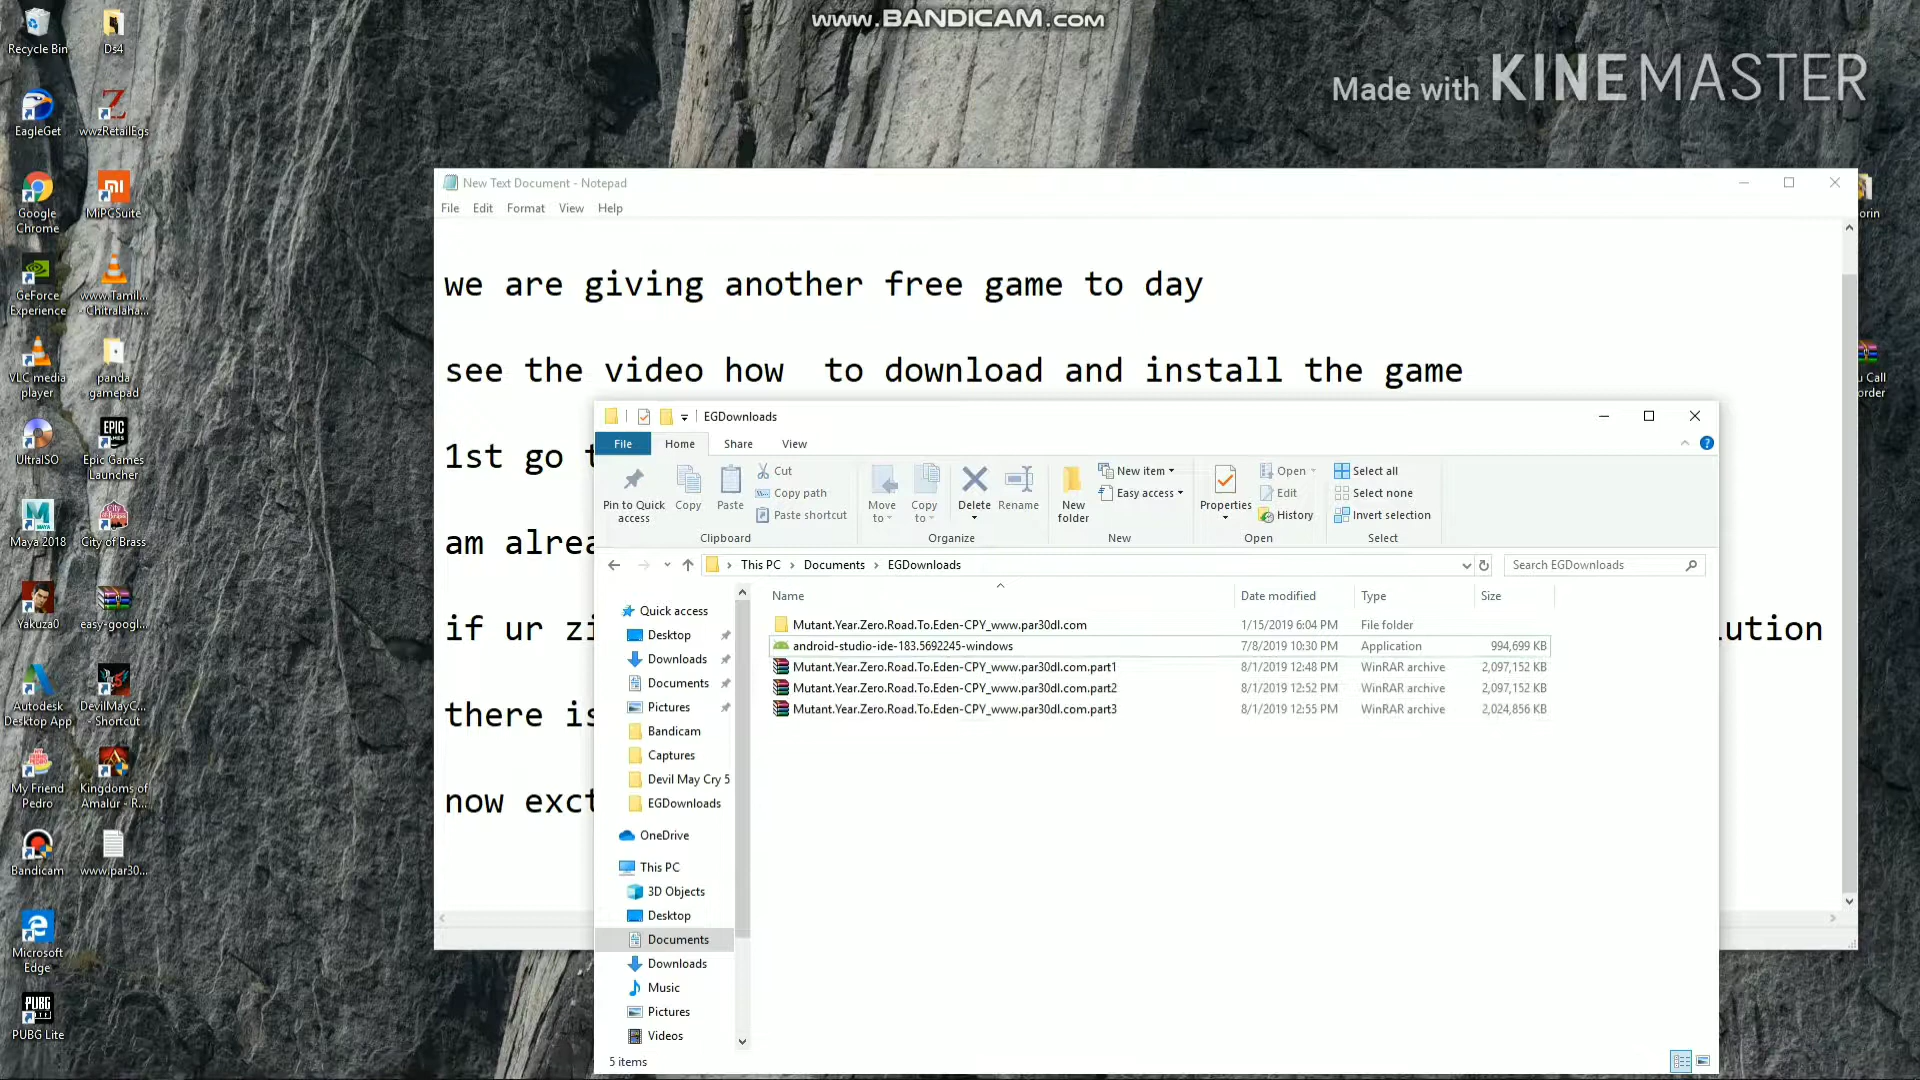 www.BANDICAM.com
Made with KINEMASTER
Recycle Bin
Ds4
EagleGet
wwzRetailEgs
Google
Chrome
MiPCSuite
GeForce
Experience
www.Tamil...
- Chitralaha...
VLC media
player
panda
gamepad
UltraISO
Epic Games
Launcher
Maya 2018
City of Brass
Yakuza0
easy-googl...
Autodesk
Desktop App
DevilMayC...
- Shortcut
My Friend
Pedro
Kingdoms of
Amalur - R...
Bandicam
www.par30...
Microsoft
Edge
PUBG Lite
orin
u Call
order
New Text Document - Notepad
File Edit Format View Help
we are giving another free game to day
see the video how  to download and install the game
1st go t
am alrea
if ur zi
lution
there is
now exct
EGDownloads
File Home Share View
Pin to Quick
access
Copy
Paste
Cut
Copy path
Paste shortcut
Clipboard
Move
to
Copy
to
Delete
Rename
Organize
New
folder
New item
Easy access
New
Properties
Open
Edit
History
Open
Select all
Select none
Invert selection
Select
This PC > Documents > EGDownloads
Search EGDownloads
Name Date modified Type Size
Mutant.Year.Zero.Road.To.Eden-CPY_www.par30dl.com 1/15/2019 6:04 PM File folder
android-studio-ide-183.5692245-windows 7/8/2019 10:30 PM Application 994,699 KB
Mutant.Year.Zero.Road.To.Eden-CPY_www.par30dl.com.part1 8/1/2019 12:48 PM WinRAR archive 2,097,152 KB
Mutant.Year.Zero.Road.To.Eden-CPY_www.par30dl.com.part2 8/1/2019 12:52 PM WinRAR archive 2,097,152 KB
Mutant.Year.Zero.Road.To.Eden-CPY_www.par30dl.com.part3 8/1/2019 12:55 PM WinRAR archive 2,024,856 KB
Quick access
Desktop
Downloads
Documents
Pictures
Bandicam
Captures
Devil May Cry 5
EGDownloads
OneDrive
This PC
3D Objects
Desktop
Documents
Downloads
Music
Pictures
Videos
5 items